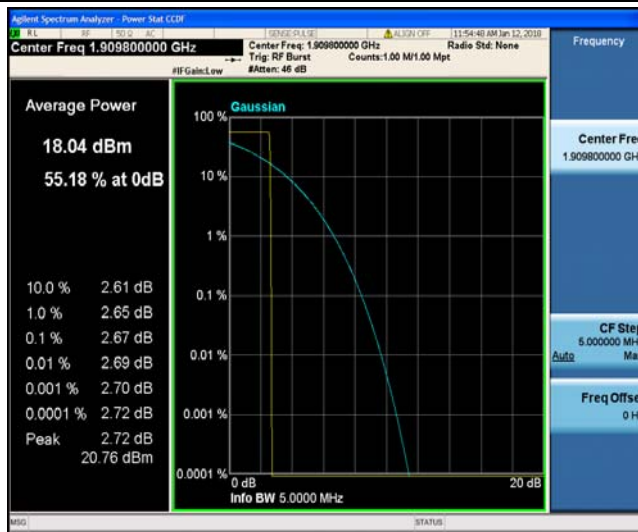 Agilent Spectrum Analyzer - Power Stat CCDF
RL RF 50 Ω AC SENSE:PULSE ALIGN OFF 11:54:48 AM Jan 12, 2018
Center Freq 1.909800000 GHz
Center Freq: 1.909800000 GHz Radio Std: None
Trig: RF Burst Counts:1.00 M/1.00 Mpt
#IFGain:Low #Atten: 46 dB
Frequency
Average Power
18.04 dBm
55.18 % at 0dB
10.0 % 2.61 dB
1.0 % 2.65 dB
0.1 % 2.67 dB
0.01 % 2.69 dB
0.001 % 2.70 dB
0.0001 % 2.72 dB
Peak 2.72 dB
20.76 dBm
Gaussian
100 %
10 %
1 %
0.1 %
0.01 %
0.001 %
0.0001 %
0 dB 20 dB
Info BW 5.0000 MHz
Center Fre
1.909800000 GH
CF Ste
5.000000 MH
Auto Ma
Freq Offse
0 H
MSG STATUS